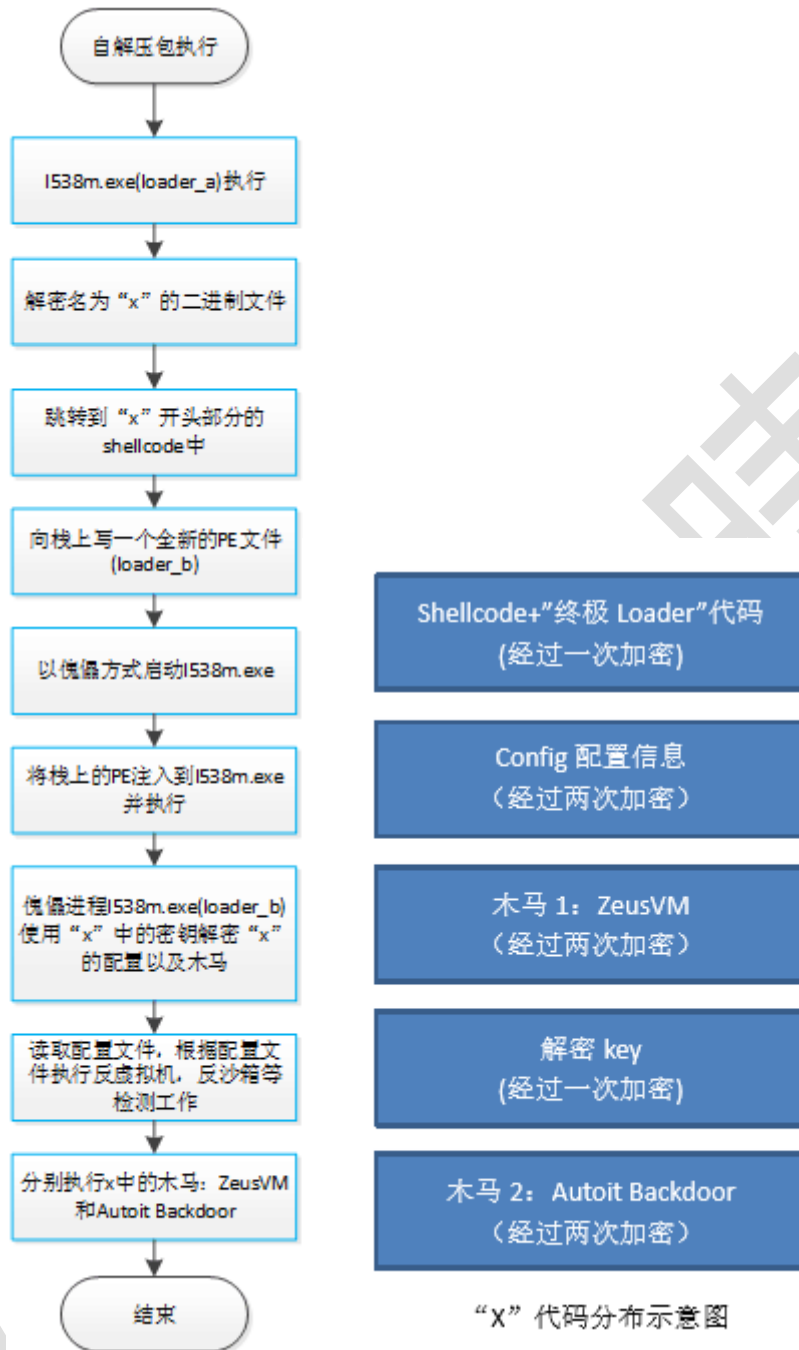 自解压包执行
I538m.exe(loader_a)执行
解密名为“x”的二进制文件
跳转到“x”开头部分的
shellcode中
向栈上写一个全新的PE文件
(loader_b)
以傀儡方式启动I538m.exe
将栈上的PE注入到I538m.exe
并执行
傀儡进程I538m.exe(loader_b)
使用“x”中的密钥解密“x”
的配置以及木马
读取配置文件，根据配置文
件执行反虚拟机，反沙箱等
检测工作
分别执行x中的木马：ZeusVM
和Autoit Backdoor
结束
Shellcode+”终极 Loader”代码
(经过一次加密)
Config 配置信息
（经过两次加密）
木马 1：ZeusVM
（经过两次加密）
解密 key
(经过一次加密)
木马 2：Autoit Backdoor
（经过两次加密）
“X”代码分布示意图